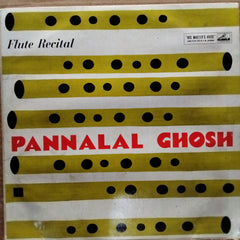 Flute Recital
"HIS MASTER'S VOICE"
PANNALAL GHOSH